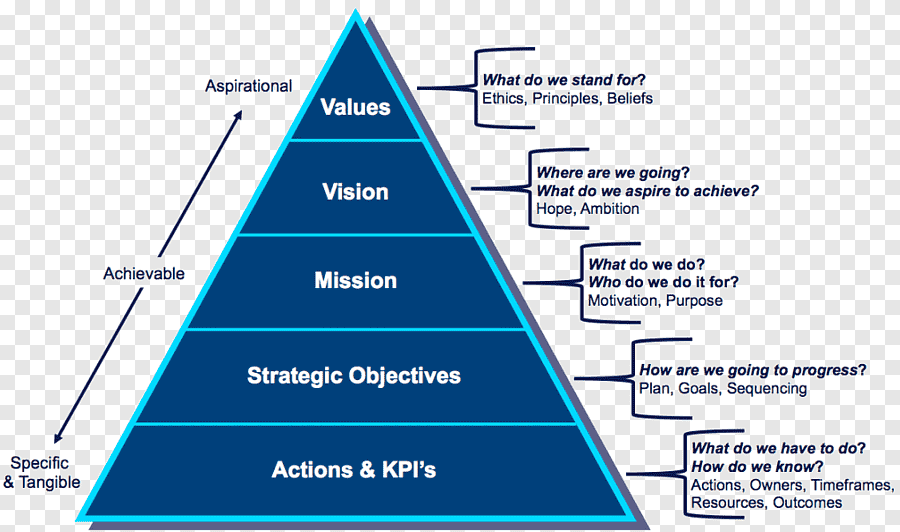 Aspirational
Achievable
Specific
& Tangible
Values
What do we stand for?
Ethics, Principles, Beliefs
Vision
Where are we going?
What do we aspire to achieve?
Hope, Ambition
Mission
What do we do?
Who do we do it for?
Motivation, Purpose
Strategic Objectives
How are we going to progress?
Plan, Goals, Sequencing
Actions & KPI's
What do we have to do?
How do we know?
Actions, Owners, Timeframes,
Resources, Outcomes